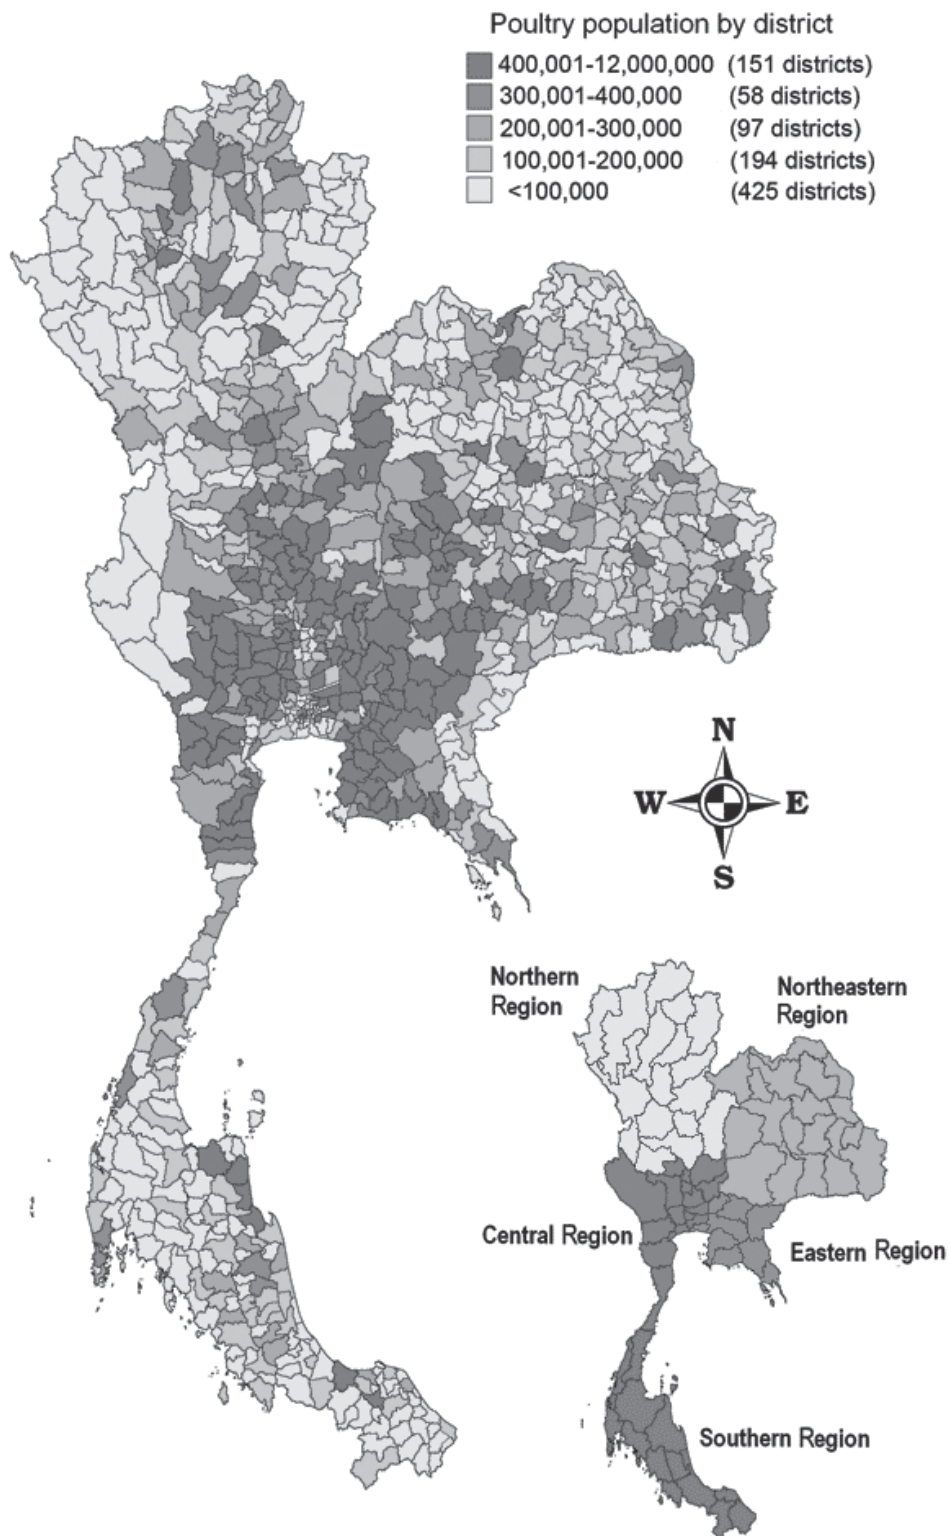 Poultry population by district
400,001-12,000,000 (151 districts)
300,001-400,000 (58 districts)
200,001-300,000 (97 districts)
100,001-200,000 (194 districts)
<100,000 (425 districts)
N
W E
S
Northern
Region
Northeastern
Region
Central Region
Eastern Region
Southern Region